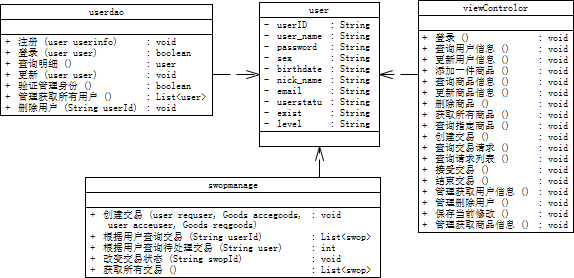 userdao
+ 注册 (user userinfo) : void
+ 登录 (user user) : boolean
+ 查询明细 () : user
+ 更新 (user user) : void
+ 验证管理身份 () : boolean
+ 管理获取所有用户 () : List<user>
+ 删除用户 (String userId) : void
user
- userID : String
- user_name : String
- password : String
- sex : String
- birthdate : String
- nick_name : String
- email : String
- userstatu : String
- exist : String
- level : String
viewControlor
+ 登录 () : void
+ 查询用户信息 () : void
+ 更新用户信息 () : void
+ 添加一件商品 () : void
+ 查询商品信息 () : void
+ 更新商品信息 () : void
+ 删除商品 () : void
+ 获取所有商品 () : void
+ 查询指定商品 () : void
+ 创建交易 () : void
+ 查询交易请求 () : void
+ 查询请求列表 () : void
+ 接受交易 () : void
+ 结束交易 () : void
+ 管理获取用户信息 () : void
+ 管理删除用户 () : void
+ 保存当前修改 () : void
+ 管理获取商品信息 () : void
swopmanage
+ 创建交易 (user requser, Goods accegoods, : void
user acceuser, Goods reqgoods)
+ 根据用户查询交易 (String userId) : List<swop>
+ 根据用户查询待处理交易 (String user) : int
+ 改变交易状态 (String swopId) : void
+ 获取所有交易 () : List<swop>